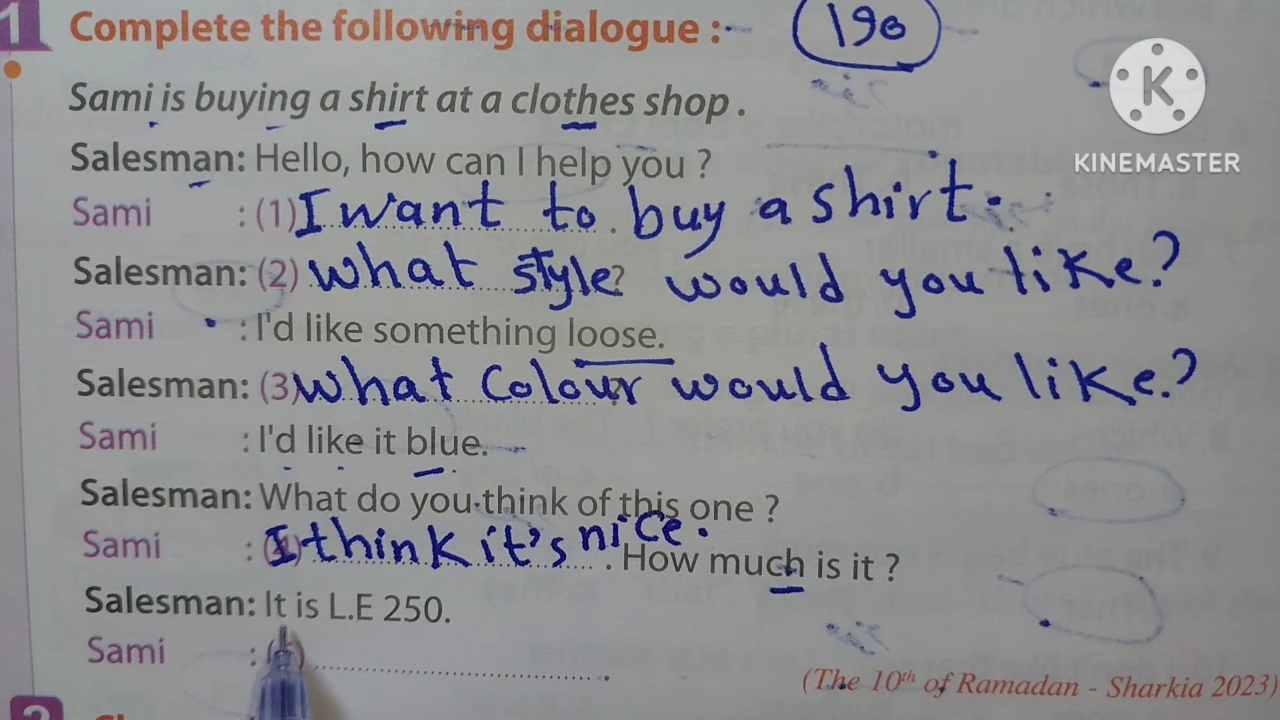 1 Complete the following dialogue :- 190
Sami is buying a shirt at a clothes shop .
Salesman: Hello, how can I help you ?
KINEMASTER
Sami : (1) I want to buy a shirt.
Salesman: (2) What style? would you like?
Sami : I'd like something loose.
Salesman: (3) What Colour would you like?
Sami : I'd like it blue.
Salesman: What do you think of this one ?
Sami : (4) I think it's nice. . How much is it ?
Salesman: It is L.E 250.
Sami : ( ) .
(The 10th of Ramadan - Sharkia 2023)